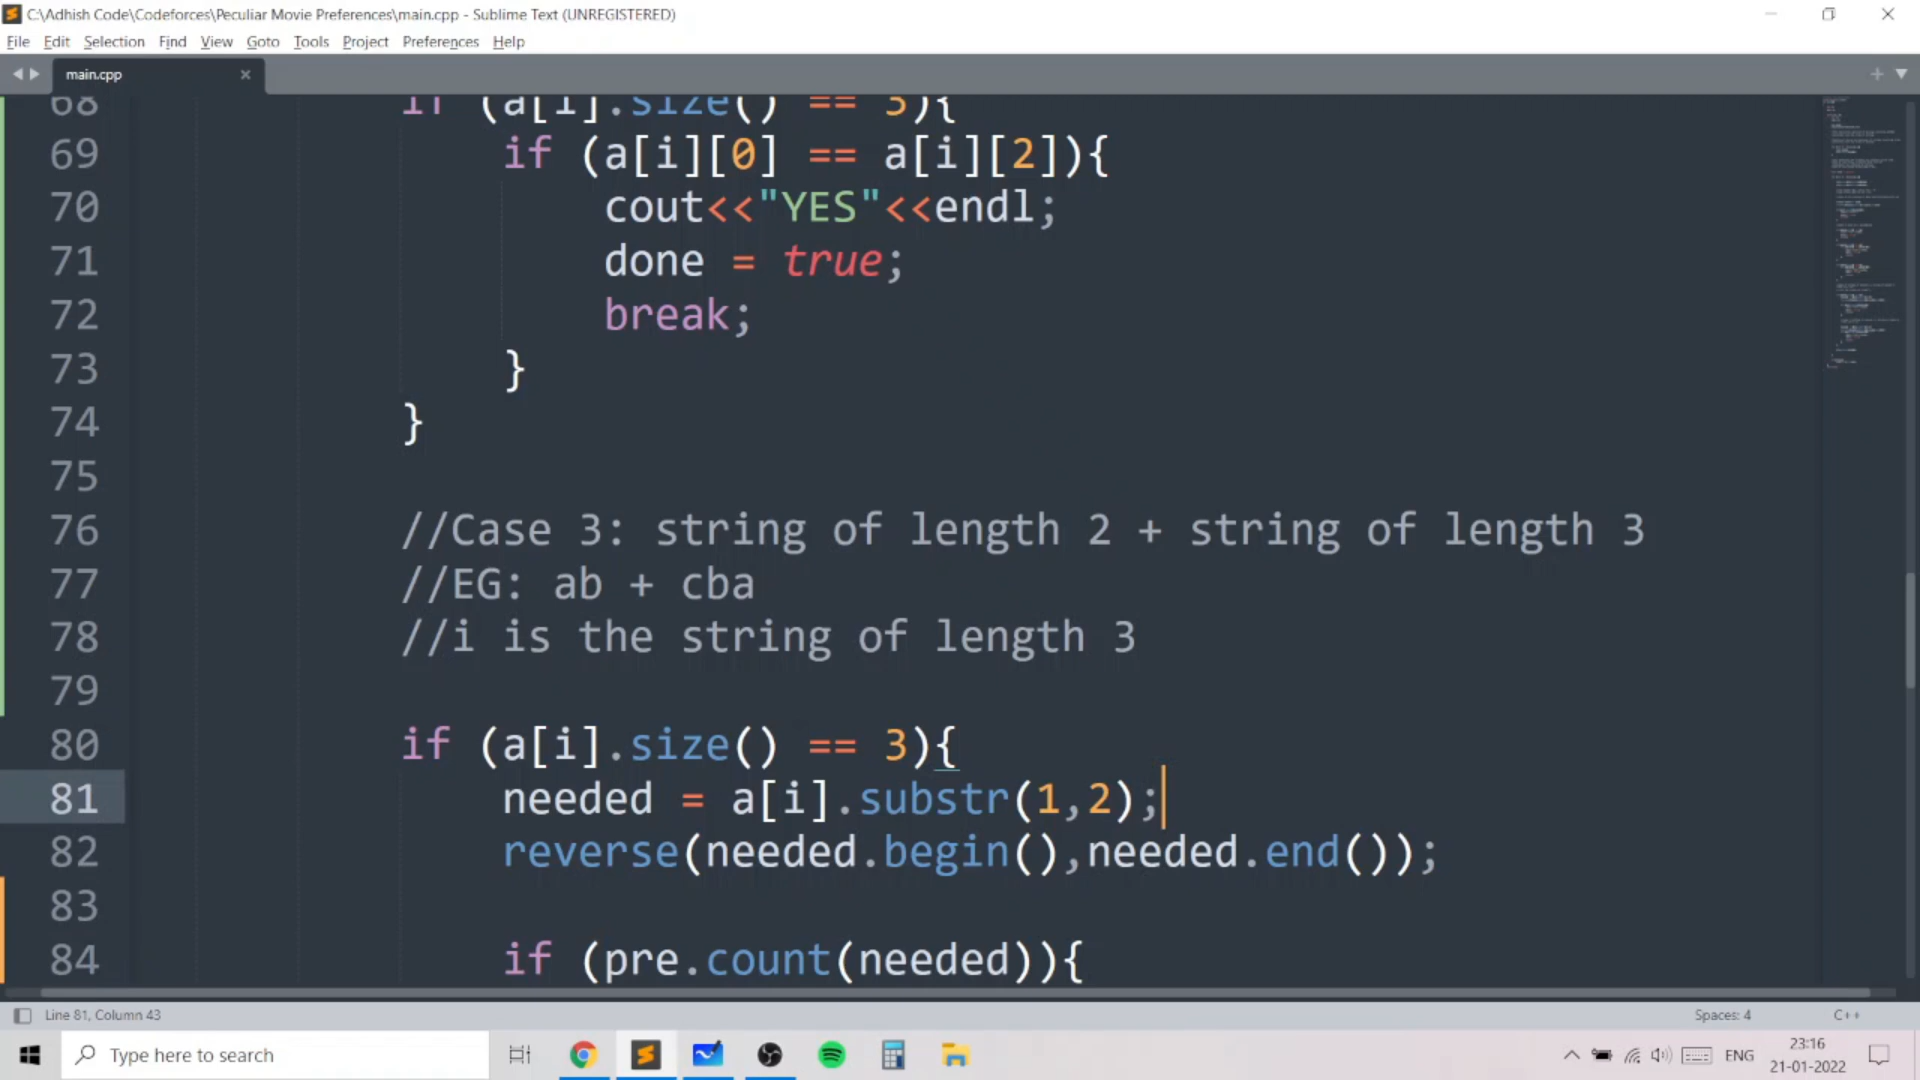 C:\Adhish Code\Codeforces\Peculiar Movie Preferences\main.cpp - Sublime Text (UNREGISTERED)
File Edit Selection Find View Goto Tools Project Preferences Help
main.cpp
68 if (a[i].size() == 3){
69 if (a[i][0] == a[i][2]){
70 cout<<"YES"<<endl;
71 done = true;
72 break;
73 }
74 }
75
76 //Case 3: string of length 2 + string of length 3
77 //EG: ab + cba
78 //i is the string of length 3
79
80 if (a[i].size() == 3){
81 needed = a[i].substr(1,2);
82 reverse(needed.begin(),needed.end());
83
84 if (pre.count(needed)){
Line 81, Column 43 Spaces: 4 C++
Type here to search ENG 23:16
21-01-2022